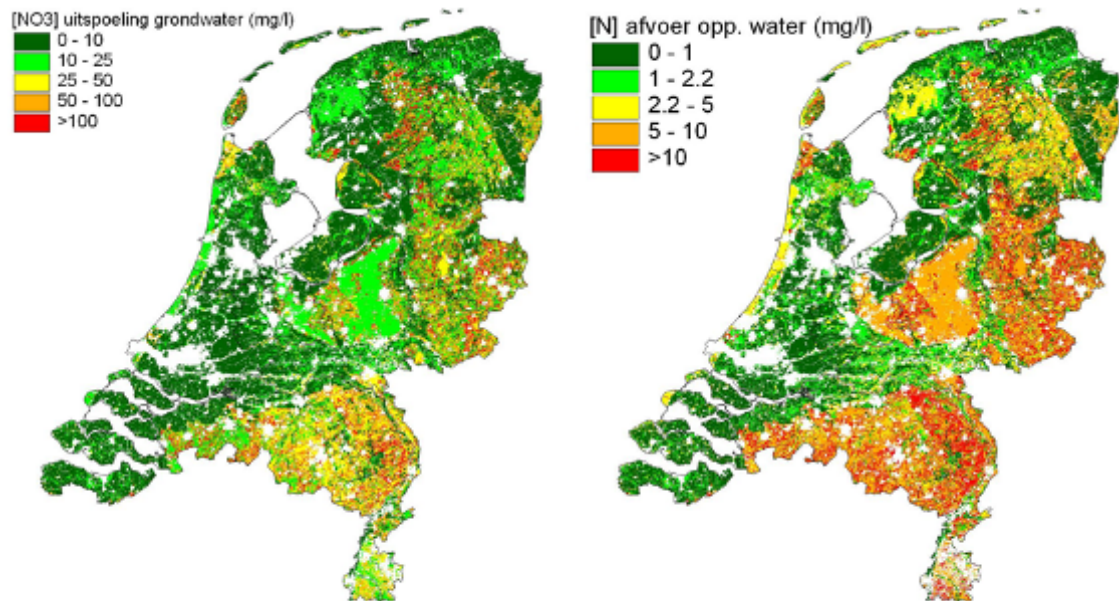 [NO3] uitspoeling grondwater (mg/l)
0 - 10
10 - 25
25 - 50
50 - 100
>100
[N] afvoer opp. water (mg/l)
0 - 1
1 - 2.2
2.2 - 5
5 - 10
>10